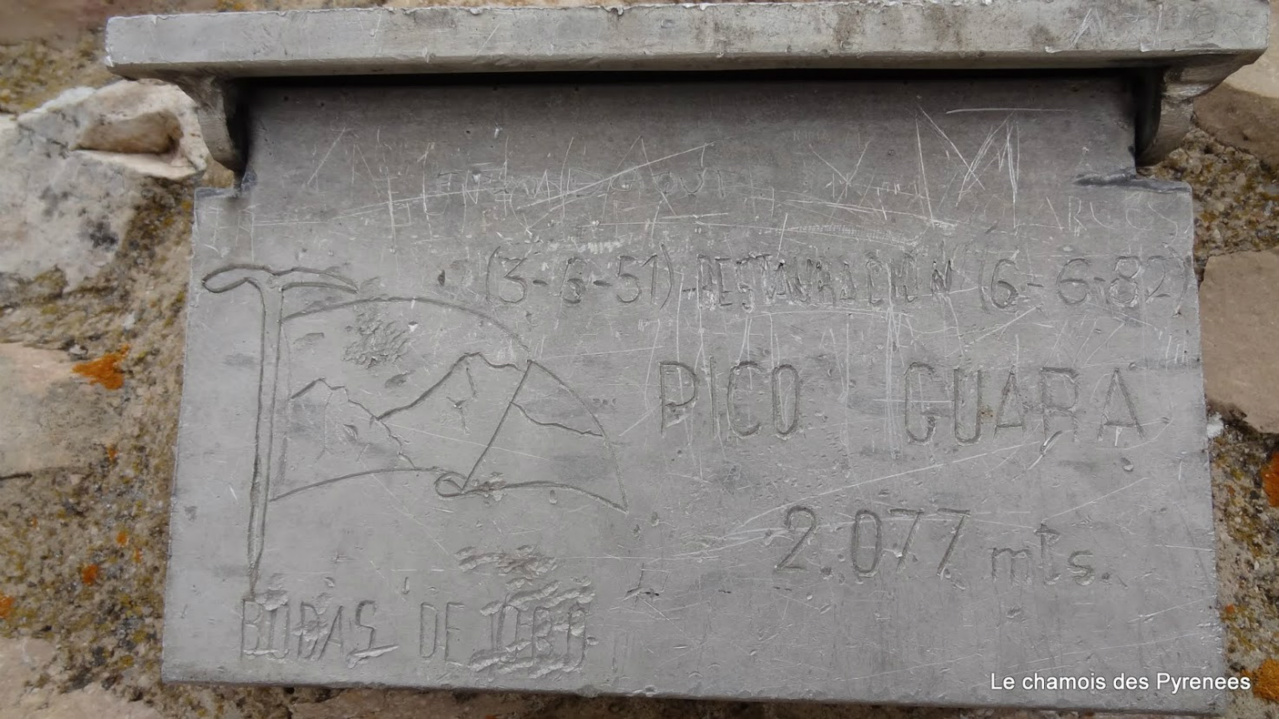 (3-6-51)-RESTAURACION (6-6-82)
PICO GUARA
2.077 mts.
BODAS DE ORO
Le chamois des Pyrenees